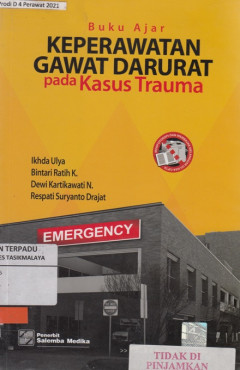 Prodi D 4 Perawat 2021
Buku Ajar
KEPERAWATAN
GAWAT DARURAT
pada Kasus Trauma
Ikhda Ulya
Bintari Ratih K.
Dewi Kartikawati N.
Respati Suryanto Drajat
EMERGENCY
N TERPADU
ES TASIKMALAYA
Penerbit
Salemba Medika
TIDAK DI
PINJAMKAN